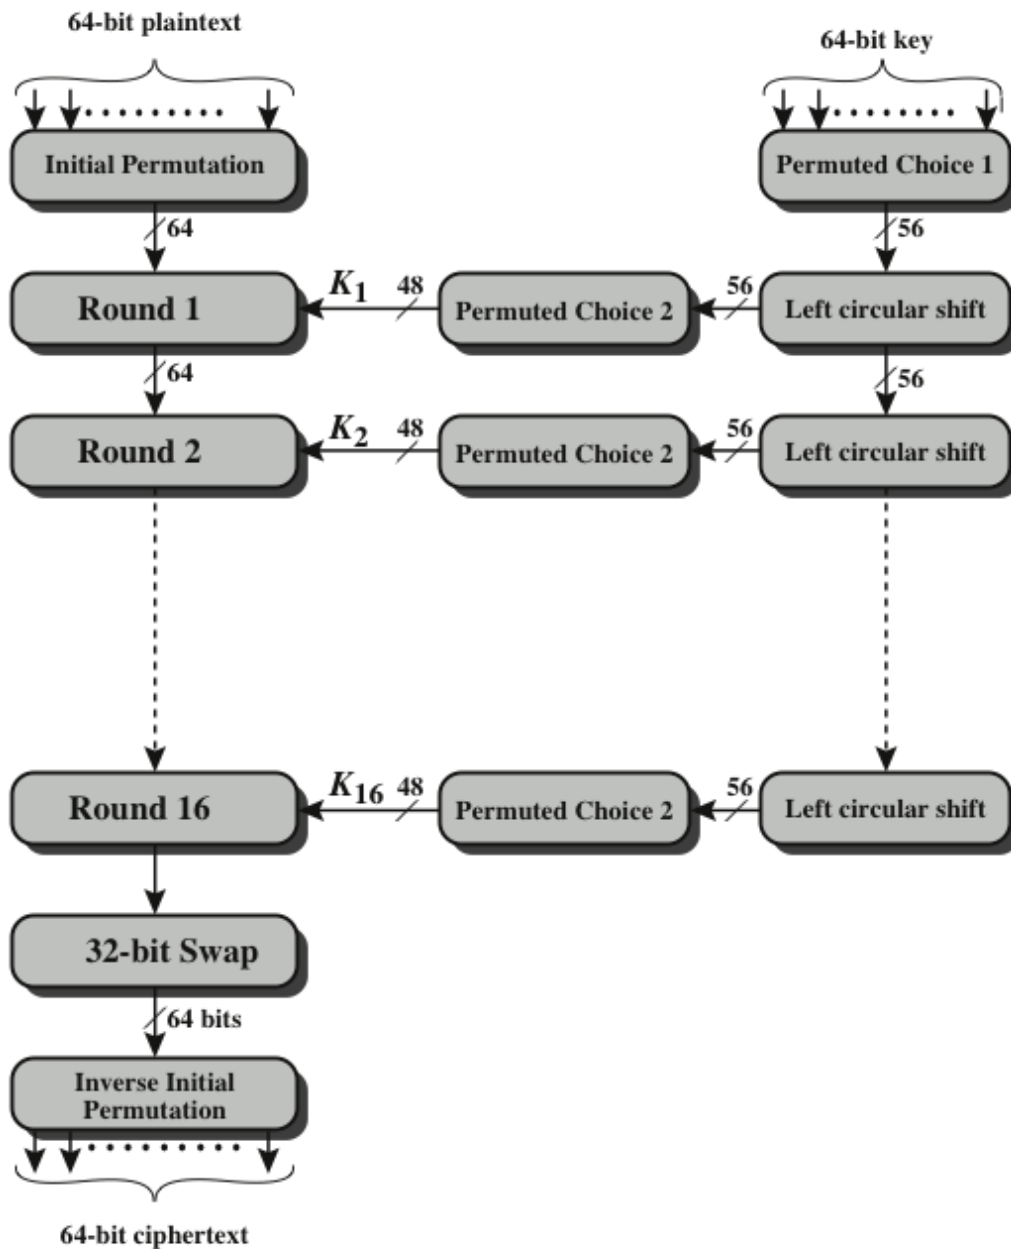 64-bit plaintext
64-bit key
Initial Permutation
Permuted Choice 1
64
56
Round 1
K1
48
Permuted Choice 2
56
Left circular shift
64
56
Round 2
K2
48
Permuted Choice 2
56
Left circular shift
Round 16
K16
48
Permuted Choice 2
56
Left circular shift
32-bit Swap
64 bits
Inverse Initial
Permutation
64-bit ciphertext